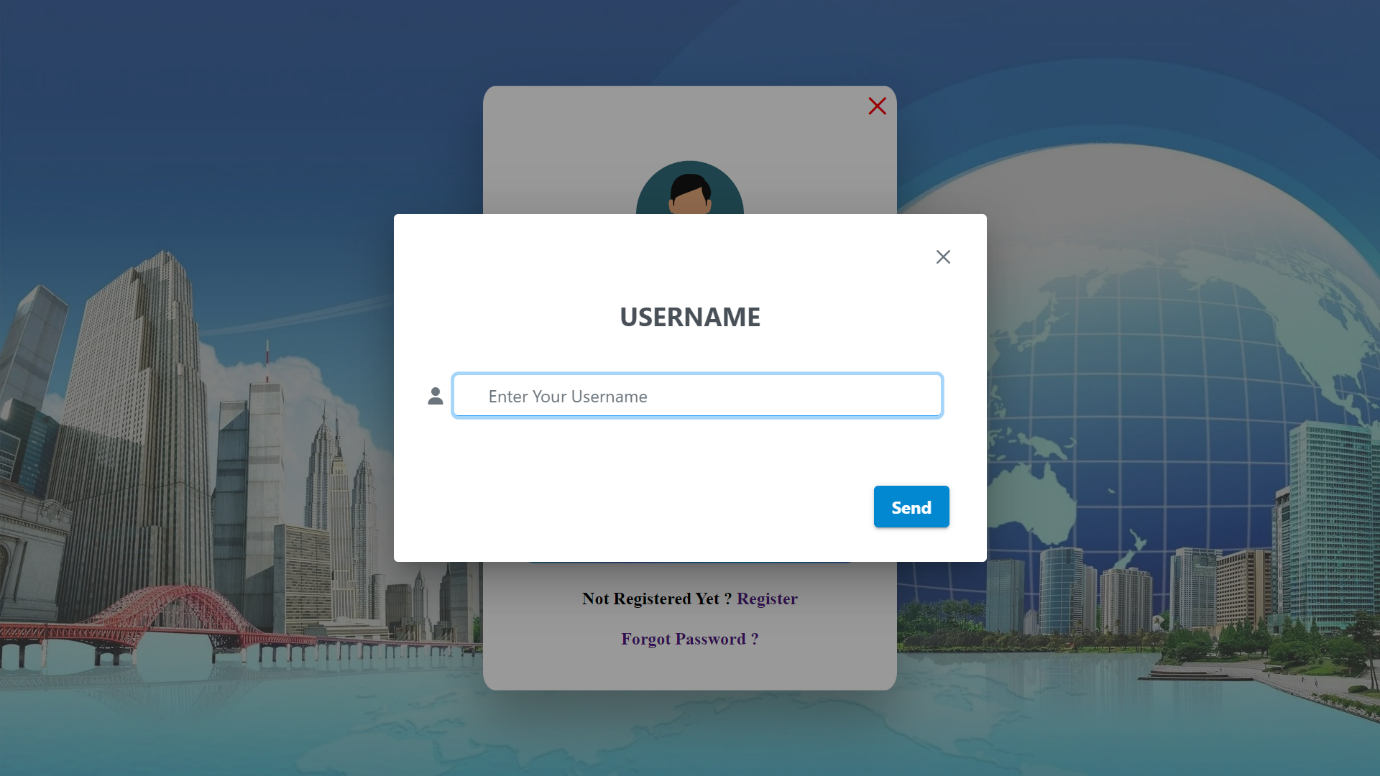 USERNAME
Enter Your Username
Send
Not Registered Yet ? Register
Forgot Password ?